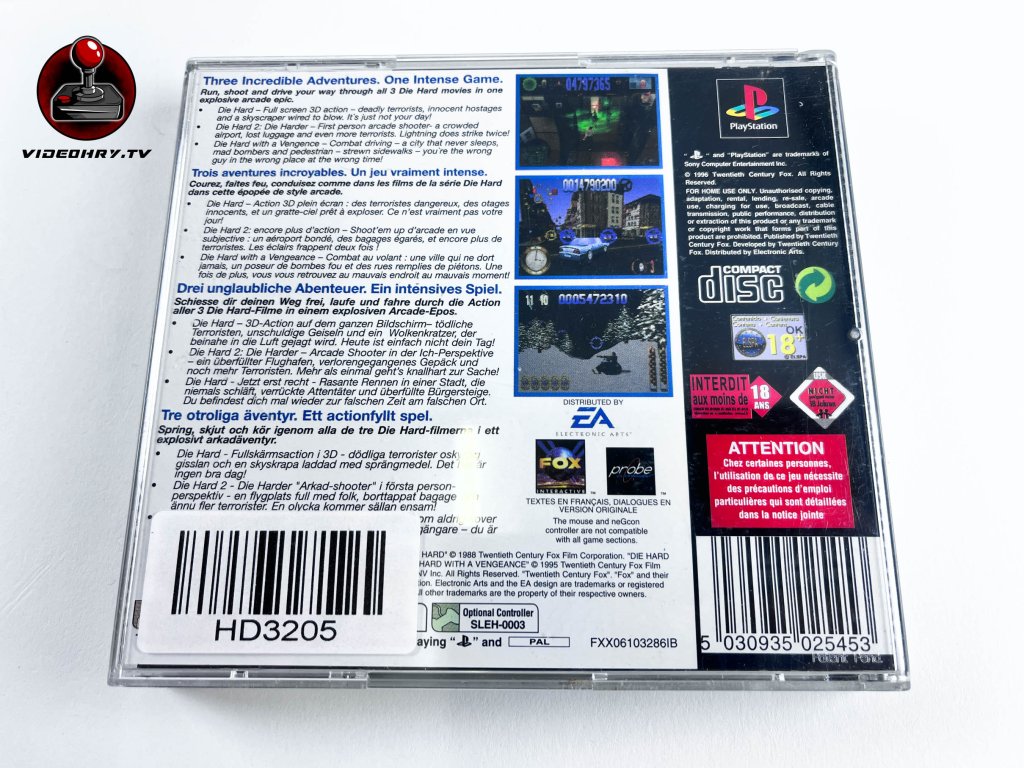 VIDEOHRY.TV
Three Incredible Adventures. One Intense Game.
Run, shoot and drive your way through all 3 Die Hard movies in one
explosive arcade epic.
• Die Hard – Full screen 3D action – deadly terrorists, innocent hostages
and a skyscraper wired to blow. It's just not your day!
• Die Hard 2: Die Harder – First person arcade shooter- a crowded
airport, lost luggage and even more terrorists. Lightning does strike twice!
• Die Hard with a Vengence – Combat driving – a city that never sleeps,
mad bombers and pedestrian – strewn sidewalks – you're the wrong
guy in the wrong place at the wrong time!
Trois aventures incroyables. Un jeu vraiment intense.
Courez, faites feu, conduisez comme dans les films de la série Die Hard
dans cette épopée de style arcade.
• Die Hard – Action 3D plein écran : des terroristes dangereux, des otages
innocents, et un gratte-ciel prêt à exploser. Ce n'est vraiment pas votre
jour!
• Die Hard 2: encore plus d'action – Shoot'em up d'arcade en vue
subjective : un aéroport bondé, des bagages égarés, et encore plus de
terroristes. Les éclairs frappent deux fois !
• Die Hard with a Vengeance – Combat au volant : une ville qui ne dort
jamais, un poseur de bombes fou et des rues remplies de piétons. Une
fois de plus, vous vous retrouvez au mauvais endroit au mauvais moment!
Drei unglaubliche Abenteuer. Ein intensives Spiel.
Schiesse dir deinen Weg frei, laufe und fahre durch die Action
aller 3 Die Hard-Filme in einem explosiven Arcade-Epos.
• Die Hard – 3D-Action auf dem ganzen Bildschirm– tödliche
Terroristen, unschuldige Geiseln und ein Wolkenkratzer, der
beinahe in die Luft gejagt wird. Heute ist einfach nicht dein Tag!
• Die Hard 2: Die Harder – Arcade Shooter in der Ich-Perspektive
– ein überfüllter Flughafen, verlorengegangenes Gepäck und
noch mehr Terroristen. Mehr als einmal geht's knallhart zur Sache!
• Die Hard - Jetzt erst recht - Rasante Rennen in einer Stadt, die
niemals schläft, verrückte Attentäter und überfüllte Bürgersteige.
Du befindest dich mal wieder zur falschen Zeit am falschen Ort.
Tre otroliga äventyr. Ett actionfyllt spel.
Spring, skjut och kör igenom alla de tre Die Hard-filmerna i ett
explosivt arkadäventyr.
• Die Hard - Fullskärmsaction i 3D - dödliga terrorister
gisslan och en skyskrapa laddad med sprängmedel. Det är
ingen bra dag!
• Die Hard 2 - Die Harder "Arkad-shooter" i första person-
perspektiv - en flygplats full med folk, borttappat bagage
ännu fler terrorister. En olycka kommer sällan ensam!
om aldrig
– du är
HD3205
HARD" © 1988 Twentieth Century Fox Film Corporation. "DIE HARD
HARD WITH A VENGEANCE" © 1995 Twentieth Century Fox Film
Inc. All Rights Reserved. "Twentieth Century Fox". "Fox" and their
Electronic Arts and the EA design are trademarks or registered
other trademarks are the property of their respective owners.
Optional Controller
SLEH-0003
aying " " and PAL FXX06103286IB
04797365
0014790200
11 40 0005472310
DISTRIBUTED BY
EA
ELECTRONIC ARTS™
FOX
INTERACTIVE ™
probe ™
TEXTES EN FRANÇAIS, DIALOGUES EN
VERSION ORIGINALE
The mouse and neGcon
controller are not compatible
with all game sections.
PlayStation
" " and "PlayStation" are trademarks of
Sony Computer Entertainment Inc.
© 1996 Twentieth Century Fox. All Rights
Reserved.
FOR HOME USE ONLY. Unauthorised copying,
adaptation, rental, lending, re-sale, arcade
use, charging for use, broadcast, cable
transmission, public performance, distribution
or extraction of this product or any trademark
or copyright work that forms part of this
product are prohibited. Published by Twentieth
Century Fox. Developed by Twentieth Century
Fox. Distributed by Electronic Arts.
COMPACT
disc
18+
OK
© ELSPA
INTERDIT
aux moins de
18
ANS
USK
NICHT
geeignet unter
18 Jahren
ATTENTION
Chez certaines personnes,
l'utilisation de ce jeu nécessite
des précautions d'emploi
particulières qui sont détaillées
dans la notice jointe
5 030935 025453